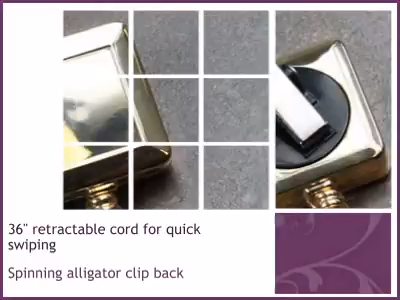 36" retractable cord for quick
swiping
Spinning alligator clip back